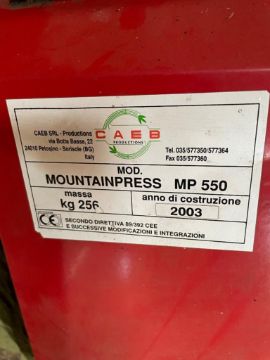 CAEB
PRODUCTIONS
CAEB SRL - Productions
via Botta Bassa, 22
24010 Petosino - Sorisole (BG)
Italy
Tel. 035/577350/577364
Fax 035/577360
MOD.
MOUNTAINPRESS MP 550
massa
kg 256
anno di costruzione
2003
CE
SECONDO DIRETTIVA 89/392 CEE
E SUCCESSIVE MODIFICAZIONI E INTEGRAZIONI